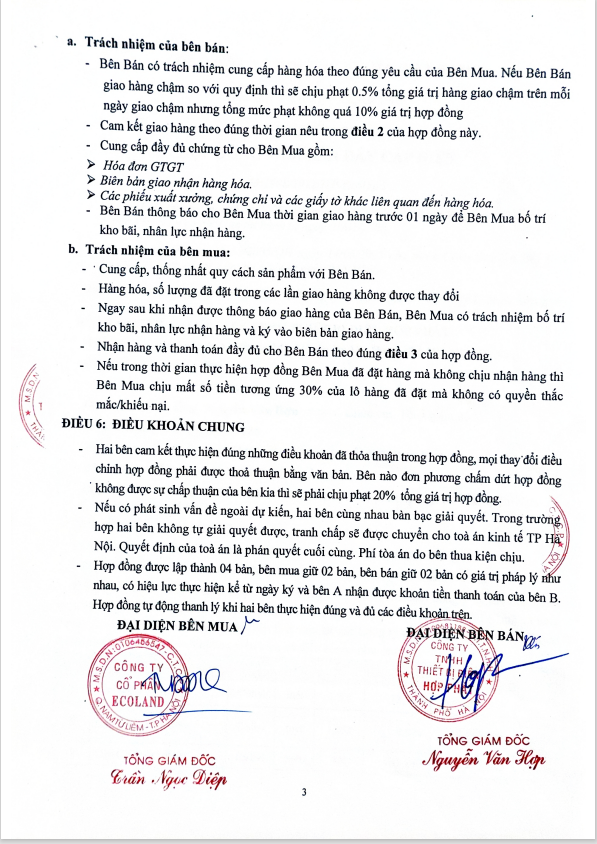 a. Trách nhiệm của bên bán:
- Bên Bán có trách nhiệm cung cấp hàng hóa theo đúng yêu cầu của Bên Mua. Nếu Bên Bán
giao hàng chậm so với quy định thì sẽ chịu phạt 0.5% tổng giá trị hàng giao chậm trên mỗi
ngày giao chậm nhưng tổng mức phạt không quá 10% giá trị hợp đồng
- Cam kết giao hàng theo đúng thời gian nêu trong điều 2 của hợp đồng này.
- Cung cấp đầy đủ chứng từ cho Bên Mua gồm:
➢ Hóa đơn GTGT
➢ Biên bản giao nhận hàng hóa.
➢ Các phiếu xuất xưởng, chứng chỉ và các giấy tờ khác liên quan đến hàng hóa.
- Bên Bán thông báo cho Bên Mua thời gian giao hàng trước 01 ngày để Bên Mua bố trí
kho bãi, nhân lực nhận hàng.
b. Trách nhiệm của bên mua:
- Cung cấp, thống nhất quy cách sản phẩm với Bên Bán.
- Hàng hóa, số lượng đã đặt trong các lần giao hàng không được thay đổi
- Ngay sau khi nhận được thông báo giao hàng của Bên Bán, Bên Mua có trách nhiệm bố trí
kho bãi, nhân lực nhận hàng và ký vào biên bản giao hàng.
- Nhận hàng và thanh toán đầy đủ cho Bên Bán theo đúng điều 3 của hợp đồng.
- Nếu trong thời gian thực hiện hợp đồng Bên Mua đã đặt hàng mà không chịu nhận hàng thì
Bên Mua chịu mất số tiền tương ứng 30% của lô hàng đã đặt mà không có quyền thắc
mắc/khiếu nại.
ĐIỀU 6: ĐIỀU KHOẢN CHUNG
- Hai bên cam kết thực hiện đúng những điều khoản đã thỏa thuận trong hợp đồng, mọi thay đổi điều
chỉnh hợp đồng phải được thoả thuận bằng văn bản. Bên nào đơn phương chấm dứt hợp đồng
không được sự chấp thuận của bên kia thì sẽ phải chịu phạt 20% tổng giá trị hợp đồng.
- Nếu có phát sinh vấn đề ngoài dự kiến, hai bên cùng nhau bàn bạc giải quyết. Trong trường
hợp hai bên không tự giải quyết được, tranh chấp sẽ được chuyển cho toà án kinh tế TP Hà
Nội. Quyết định của toà án là phán quyết cuối cùng. Phí tòa án do bên thua kiện chịu.
- Hợp đồng được lập thành 04 bản, bên mua giữ 02 bản, bên bán giữ 02 bản có giá trị pháp lý như
nhau, có hiệu lực thực hiện kể từ ngày ký và bên A nhận được khoản tiền thanh toán của bên B.
Hợp đồng tự động thanh lý khi hai bên thực hiện đúng và đủ các điều khoản trên.
ĐẠI DIỆN BÊN MUA
ĐẠI DIỆN BÊN BÁN
M.S.D.N:0106466547-C.T.
CÔNG TY
CỔ PHẦN
ECOLAND
Q.NAM TỪ LIÊM-T.P HÀ NỘI
CÔNG TY
TNHH
THIẾT BỊ
HỢP PHÁT
THÀNH PHỐ HÀ NỘI
TỔNG GIÁM ĐỐC
Trần Ngọc Diệp
TỔNG GIÁM ĐỐC
Nguyễn Văn Hợp
3